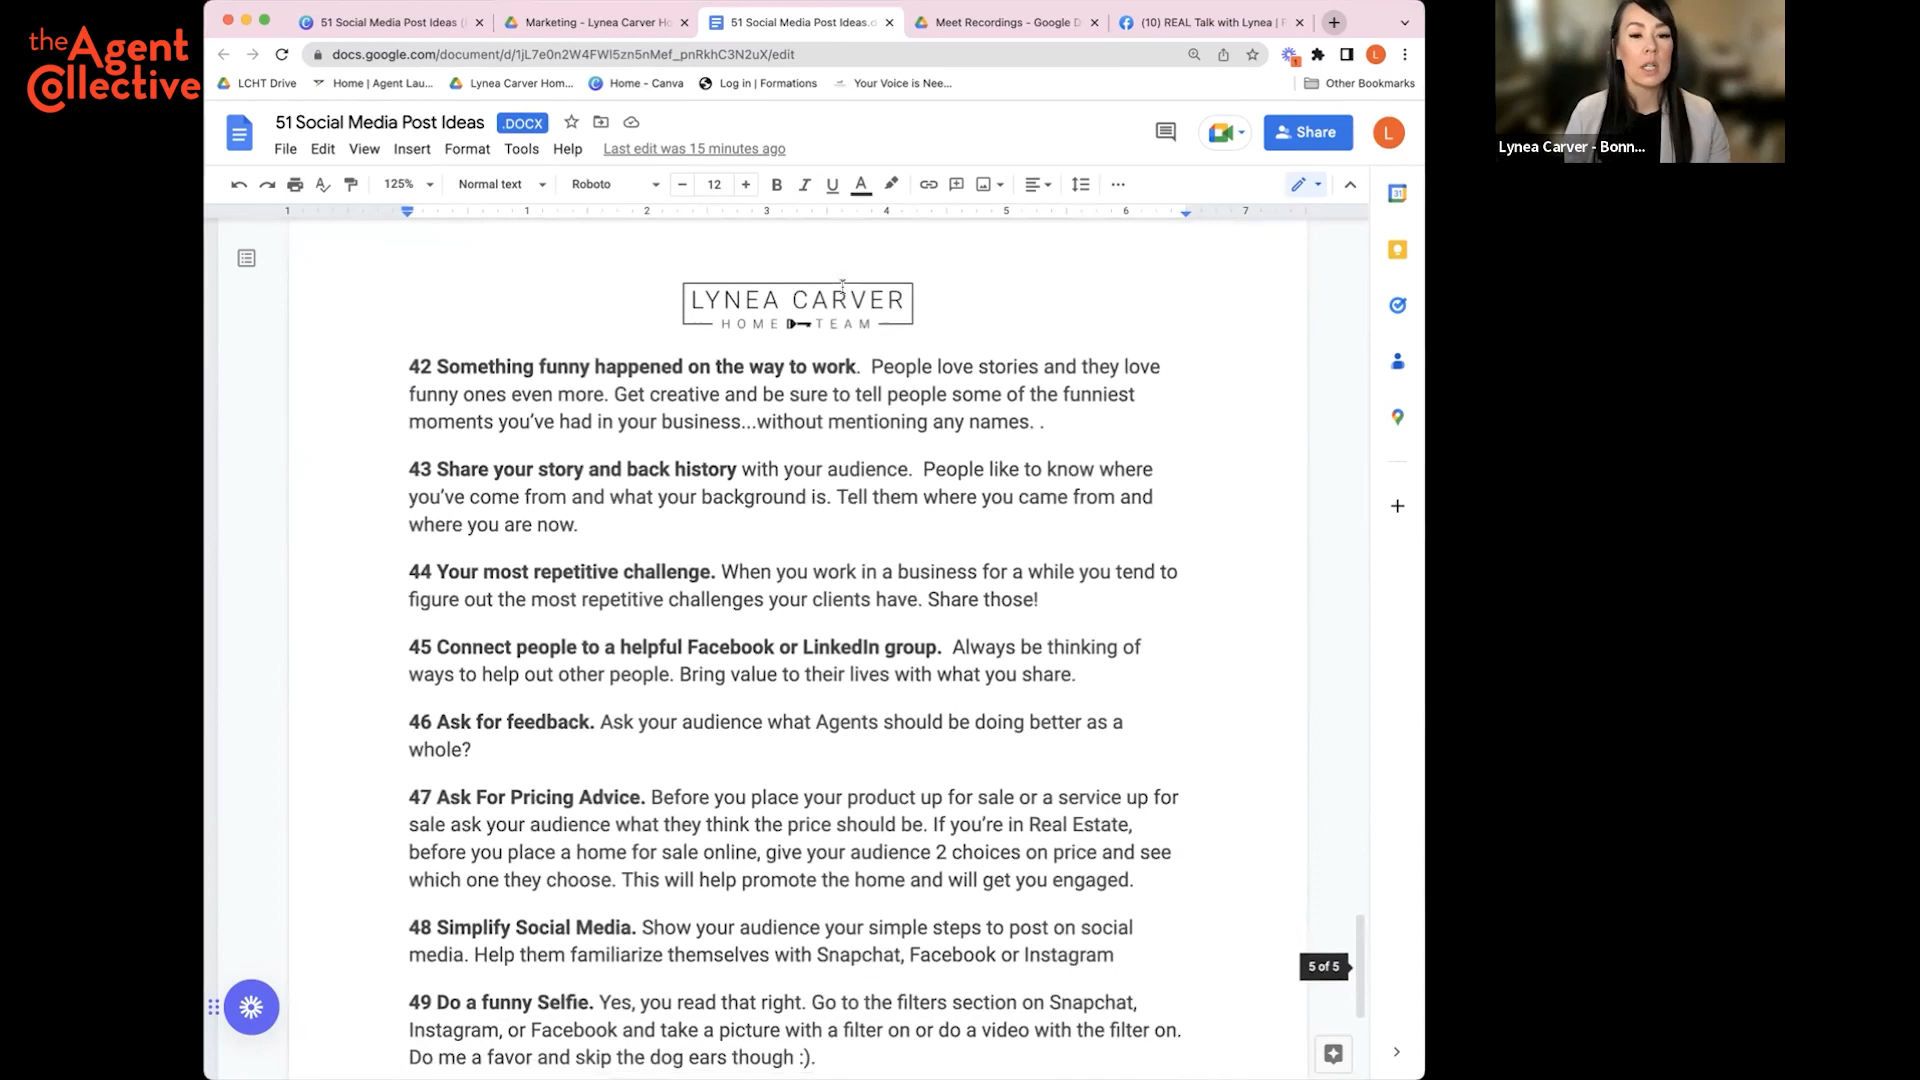 the
Agent
Collective
51 Social Media Post Ideas (
Marketing - Lynea Carver Ho
51 Social Media Post Ideas.d
Meet Recordings - Google D
(10) REAL Talk with Lynea | F
docs.google.com/document/d/1jL7e0n2W4FWl5zn5nMef_pnRkhC3N2uX/edit
LCHT Drive
Home | Agent Lau...
Lynea Carver Hom...
Home - Canva
Log in | Formations
Your Voice is Nee...
Other Bookmarks
51 Social Media Post Ideas
.DOCX
Share
L
File Edit View Insert Format Tools Help Last edit was 15 minutes ago
125% Normal text Roboto 12 B I U A
1 1 2 3 4 5 6 7
LYNEA CARVER
HOME TEAM
42 Something funny happened on the way to work. People love stories and they love
funny ones even more. Get creative and be sure to tell people some of the funniest
moments you’ve had in your business...without mentioning any names. .
43 Share your story and back history with your audience. People like to know where
you’ve come from and what your background is. Tell them where you came from and
where you are now.
44 Your most repetitive challenge. When you work in a business for a while you tend to
figure out the most repetitive challenges your clients have. Share those!
45 Connect people to a helpful Facebook or LinkedIn group. Always be thinking of
ways to help out other people. Bring value to their lives with what you share.
46 Ask for feedback. Ask your audience what Agents should be doing better as a
whole?
47 Ask For Pricing Advice. Before you place your product up for sale or a service up for
sale ask your audience what they think the price should be. If you’re in Real Estate,
before you place a home for sale online, give your audience 2 choices on price and see
which one they choose. This will help promote the home and will get you engaged.
48 Simplify Social Media. Show your audience your simple steps to post on social
media. Help them familiarize themselves with Snapchat, Facebook or Instagram
49 Do a funny Selfie. Yes, you read that right. Go to the filters section on Snapchat,
Instagram, or Facebook and take a picture with a filter on or do a video with the filter on.
Do me a favor and skip the dog ears though :).
5 of 5
Lynea Carver - Bonn...